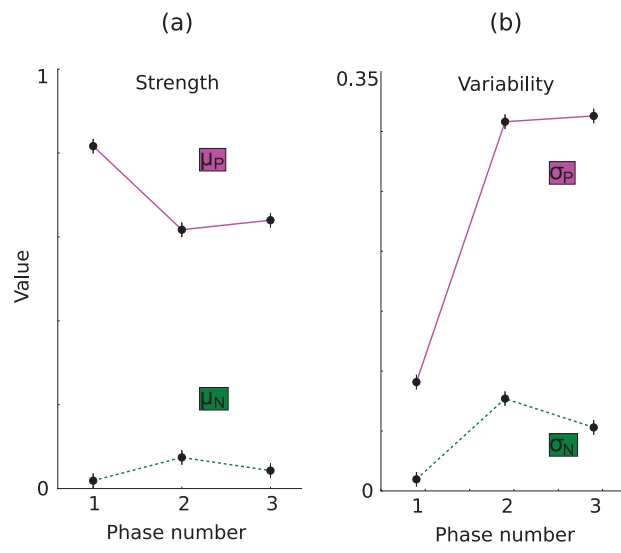 (a)
(b)
1
Strength
0.35
Variability
μP
σP
Value
μN
σN
0
0
1 2 3
1 2 3
Phase number
Phase number